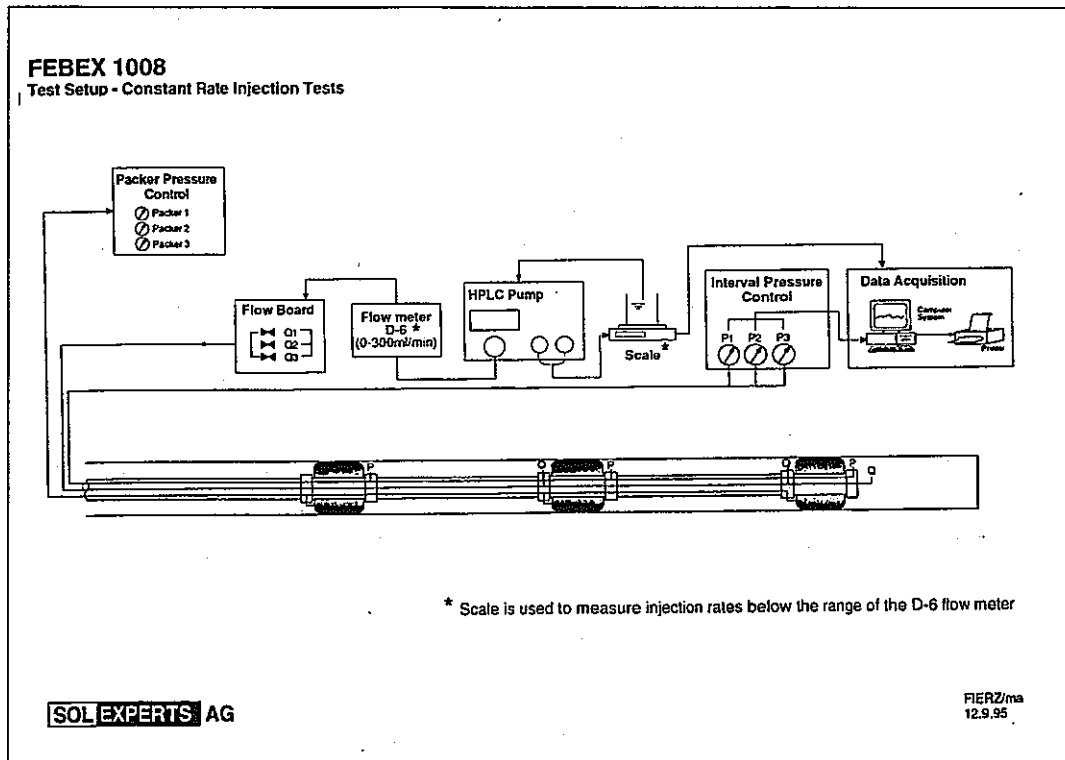 FEBEX 1008
Test Setup - Constant Rate Injection Tests
Packer Pressure
Control
Packer 1
Packer 2
Packer 3
Flow Board
Q1
Q2
Q3
Flow meter
D-6 *
(0-300ml/min)
HPLC Pump
Scale *
Interval Pressure
Control
P1 P2 P3
Data Acquisition
Computer
System
Printer
P Q P Q P Q
* Scale is used to measure injection rates below the range of the D-6 flow meter
SOLEXPERTS AG
FIERZ/ma
12.9.95